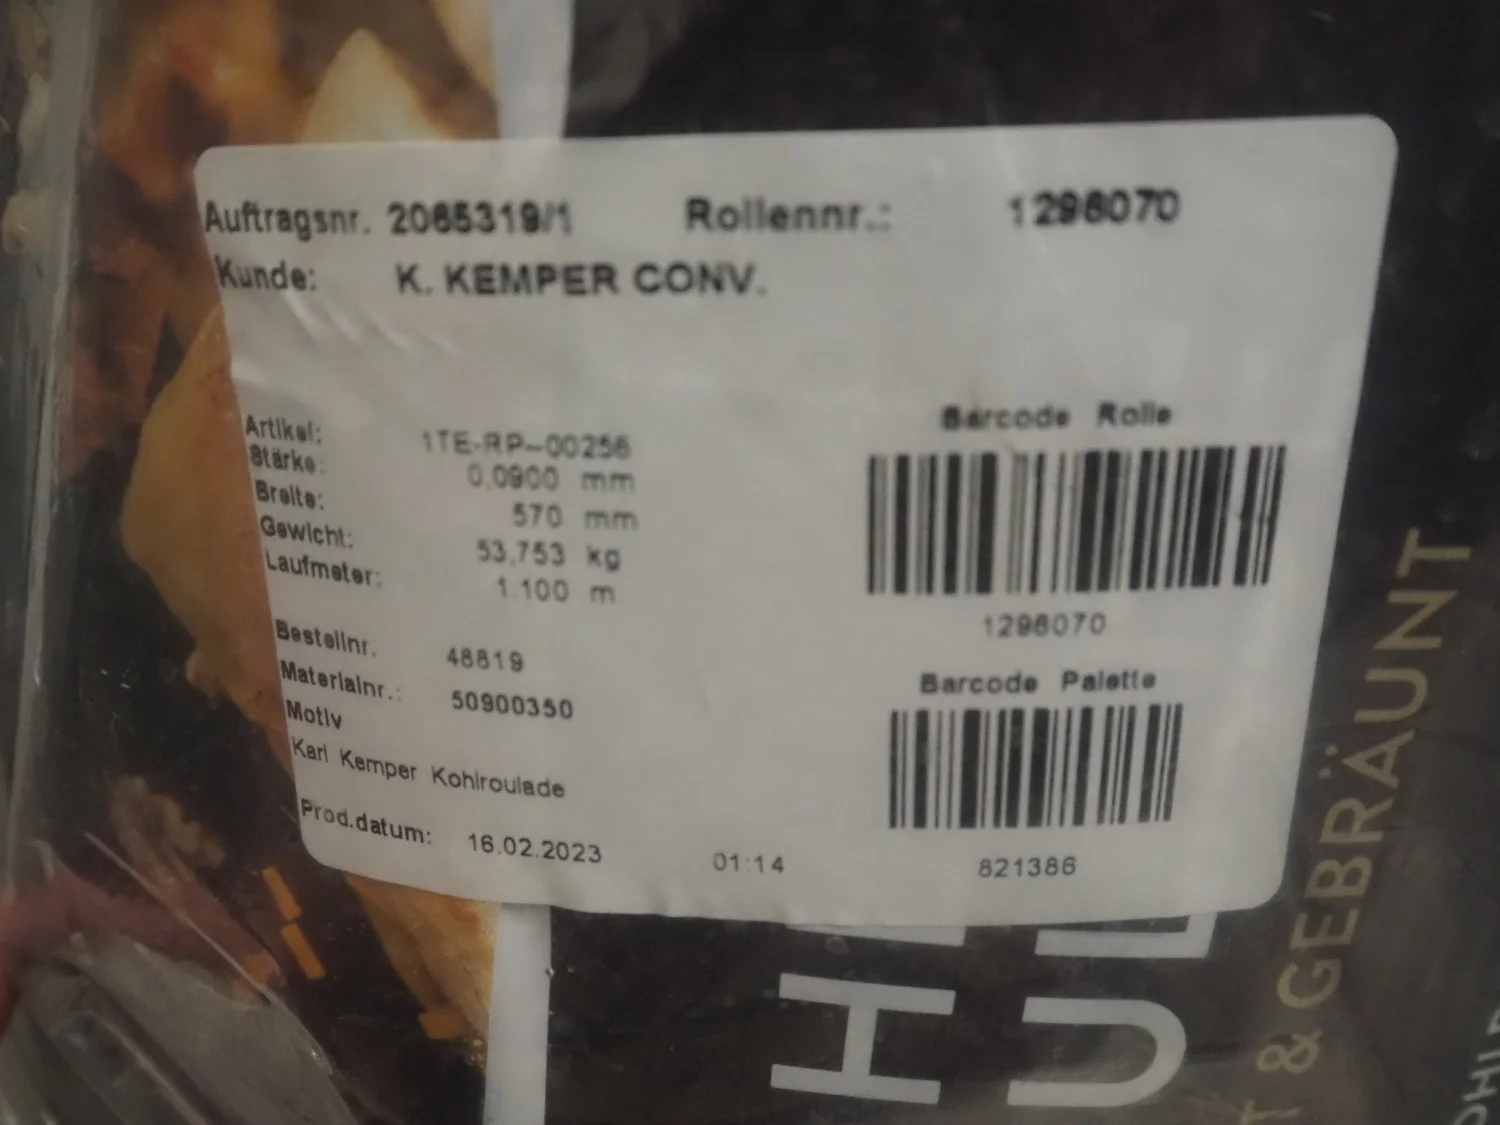 Auftragsnr. 2065319/1 Rollennr.: 1296070
Kunde: K. KEMPER CONV.
Artikel: 1TE-RP-00256
Stärke: 0,0900 mm
Breite: 570 mm
Gewicht: 53,753 kg
Laufmeter: 1.100 m
Bestellnr. 48819
Materialnr.: 50900350
Motiv
Karl Kemper Kohlroulade
Prod.datum: 16.02.2023 01:14
Barcode Rolle
1296070
Barcode Palette
821386
& GEBRÄUNT